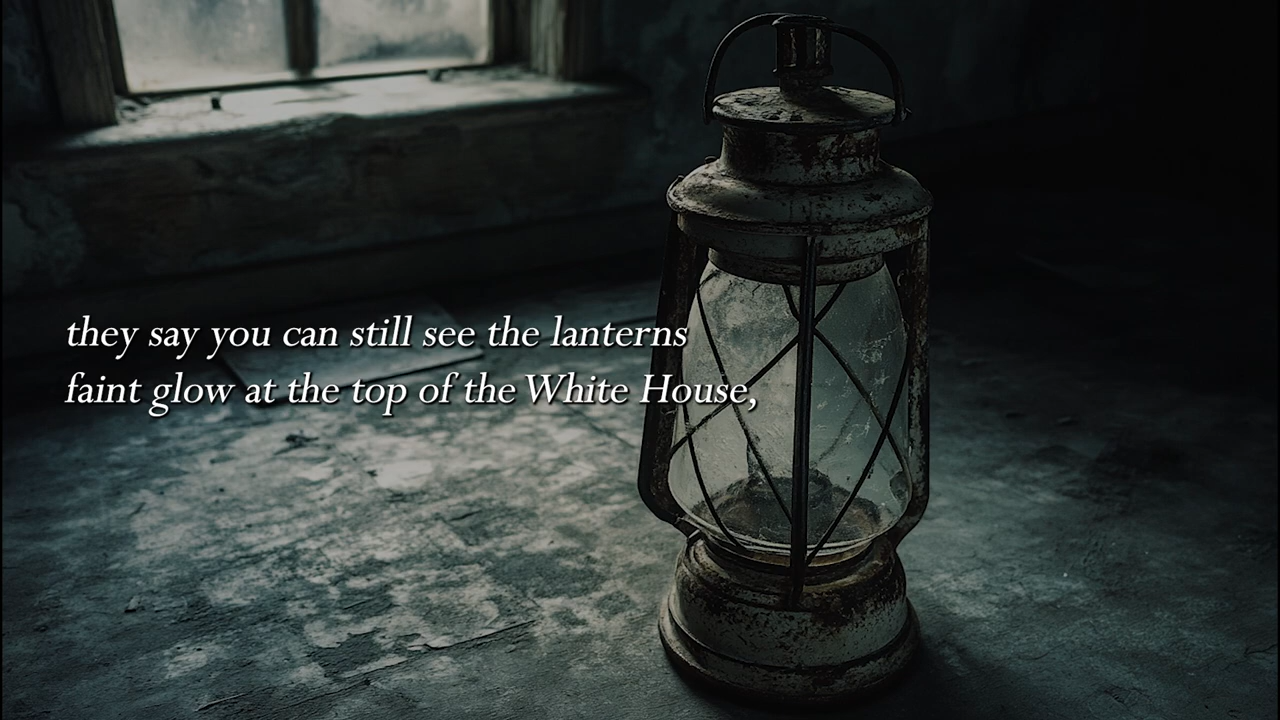 they say you can still see the lanterns
faint glow at the top of the White House,